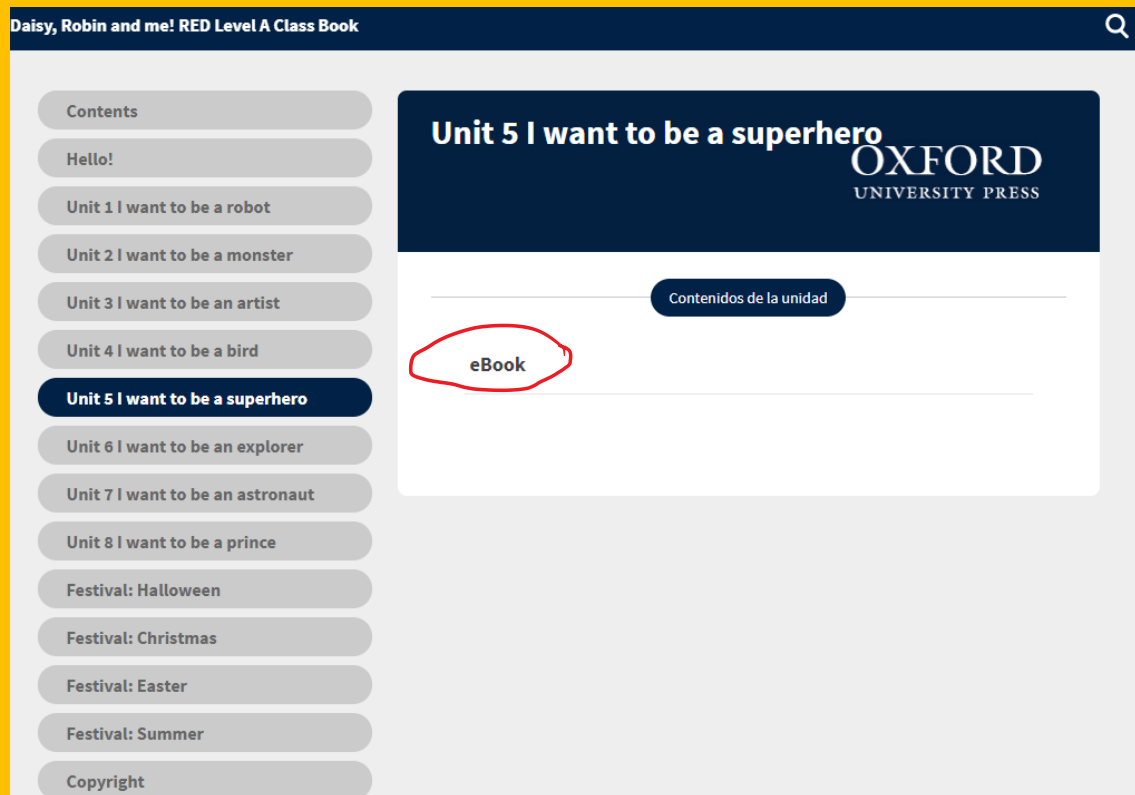 Daisy, Robin and me! RED Level A Class Book
Contents
Hello!
Unit 1 I want to be a robot
Unit 2 I want to be a monster
Unit 3 I want to be an artist
Unit 4 I want to be a bird
Unit 5 I want to be a superhero
Unit 6 I want to be an explorer
Unit 7 I want to be an astronaut
Unit 8 I want to be a prince
Festival: Halloween
Festival: Christmas
Festival: Easter
Festival: Summer
Copyright
Unit 5 I want to be a superhero
OXFORD
UNIVERSITY PRESS
Contenidos de la unidad
eBook